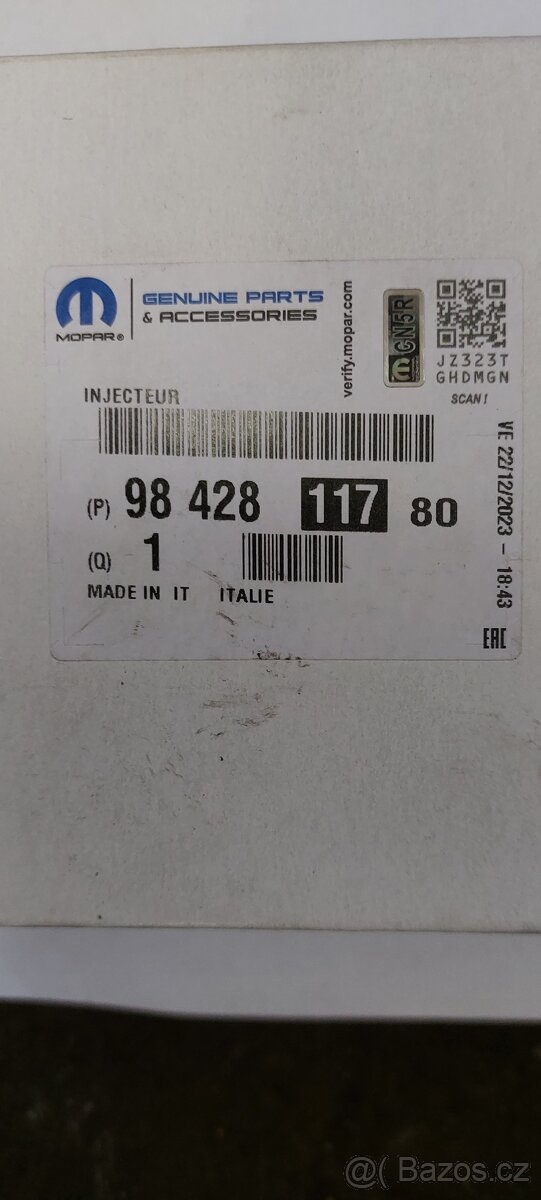 MOPAR®
GENUINE PARTS
& ACCESSORIES
verify.mopar.com
CN5R
JZ323T
GHDMGN
SCAN!
INJECTEUR
(P) 98 428 117 80
(Q) 1
MADE IN IT ITALIE
VE 22/12/2023 - 18:43
EAC
@( Bazos.cz